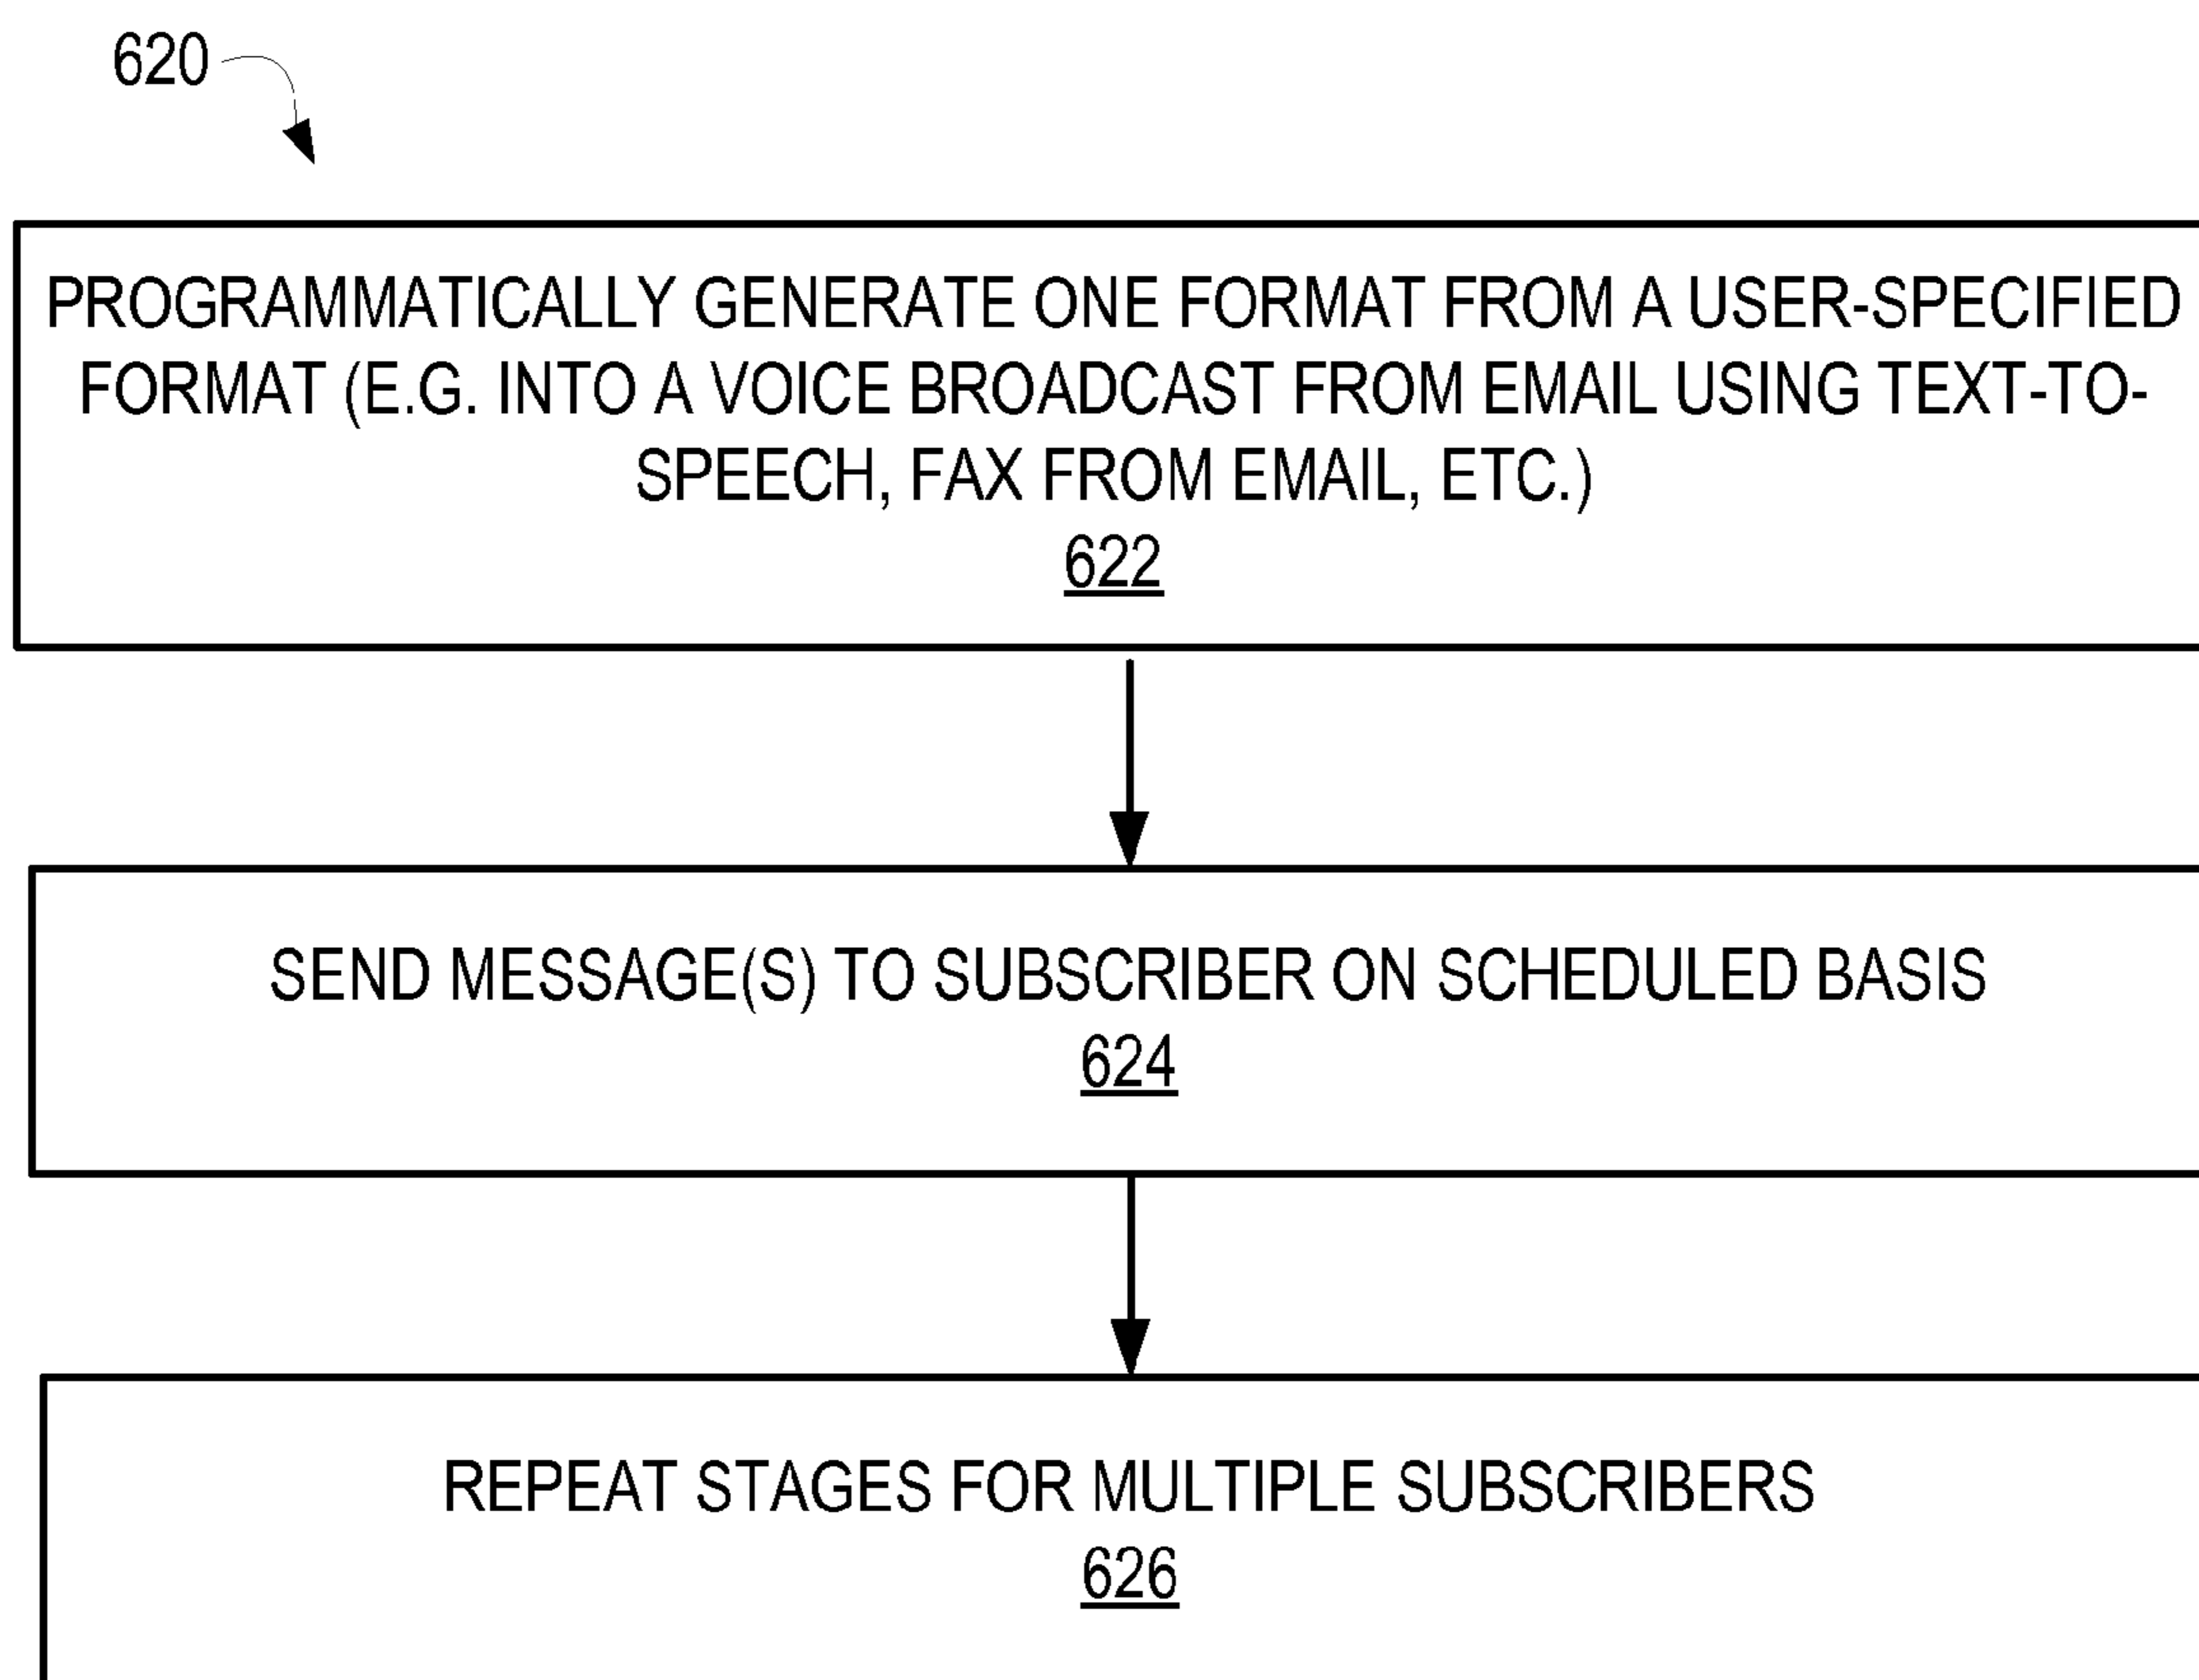 620
PROGRAMMATICALLY GENERATE ONE FORMAT FROM A USER-SPECIFIED
FORMAT (E.G. INTO A VOICE BROADCAST FROM EMAIL USING TEXT-TO-
SPEECH, FAX FROM EMAIL, ETC.)
622
SEND MESSAGE(S) TO SUBSCRIBER ON SCHEDULED BASIS
624
REPEAT STAGES FOR MULTIPLE SUBSCRIBERS
626